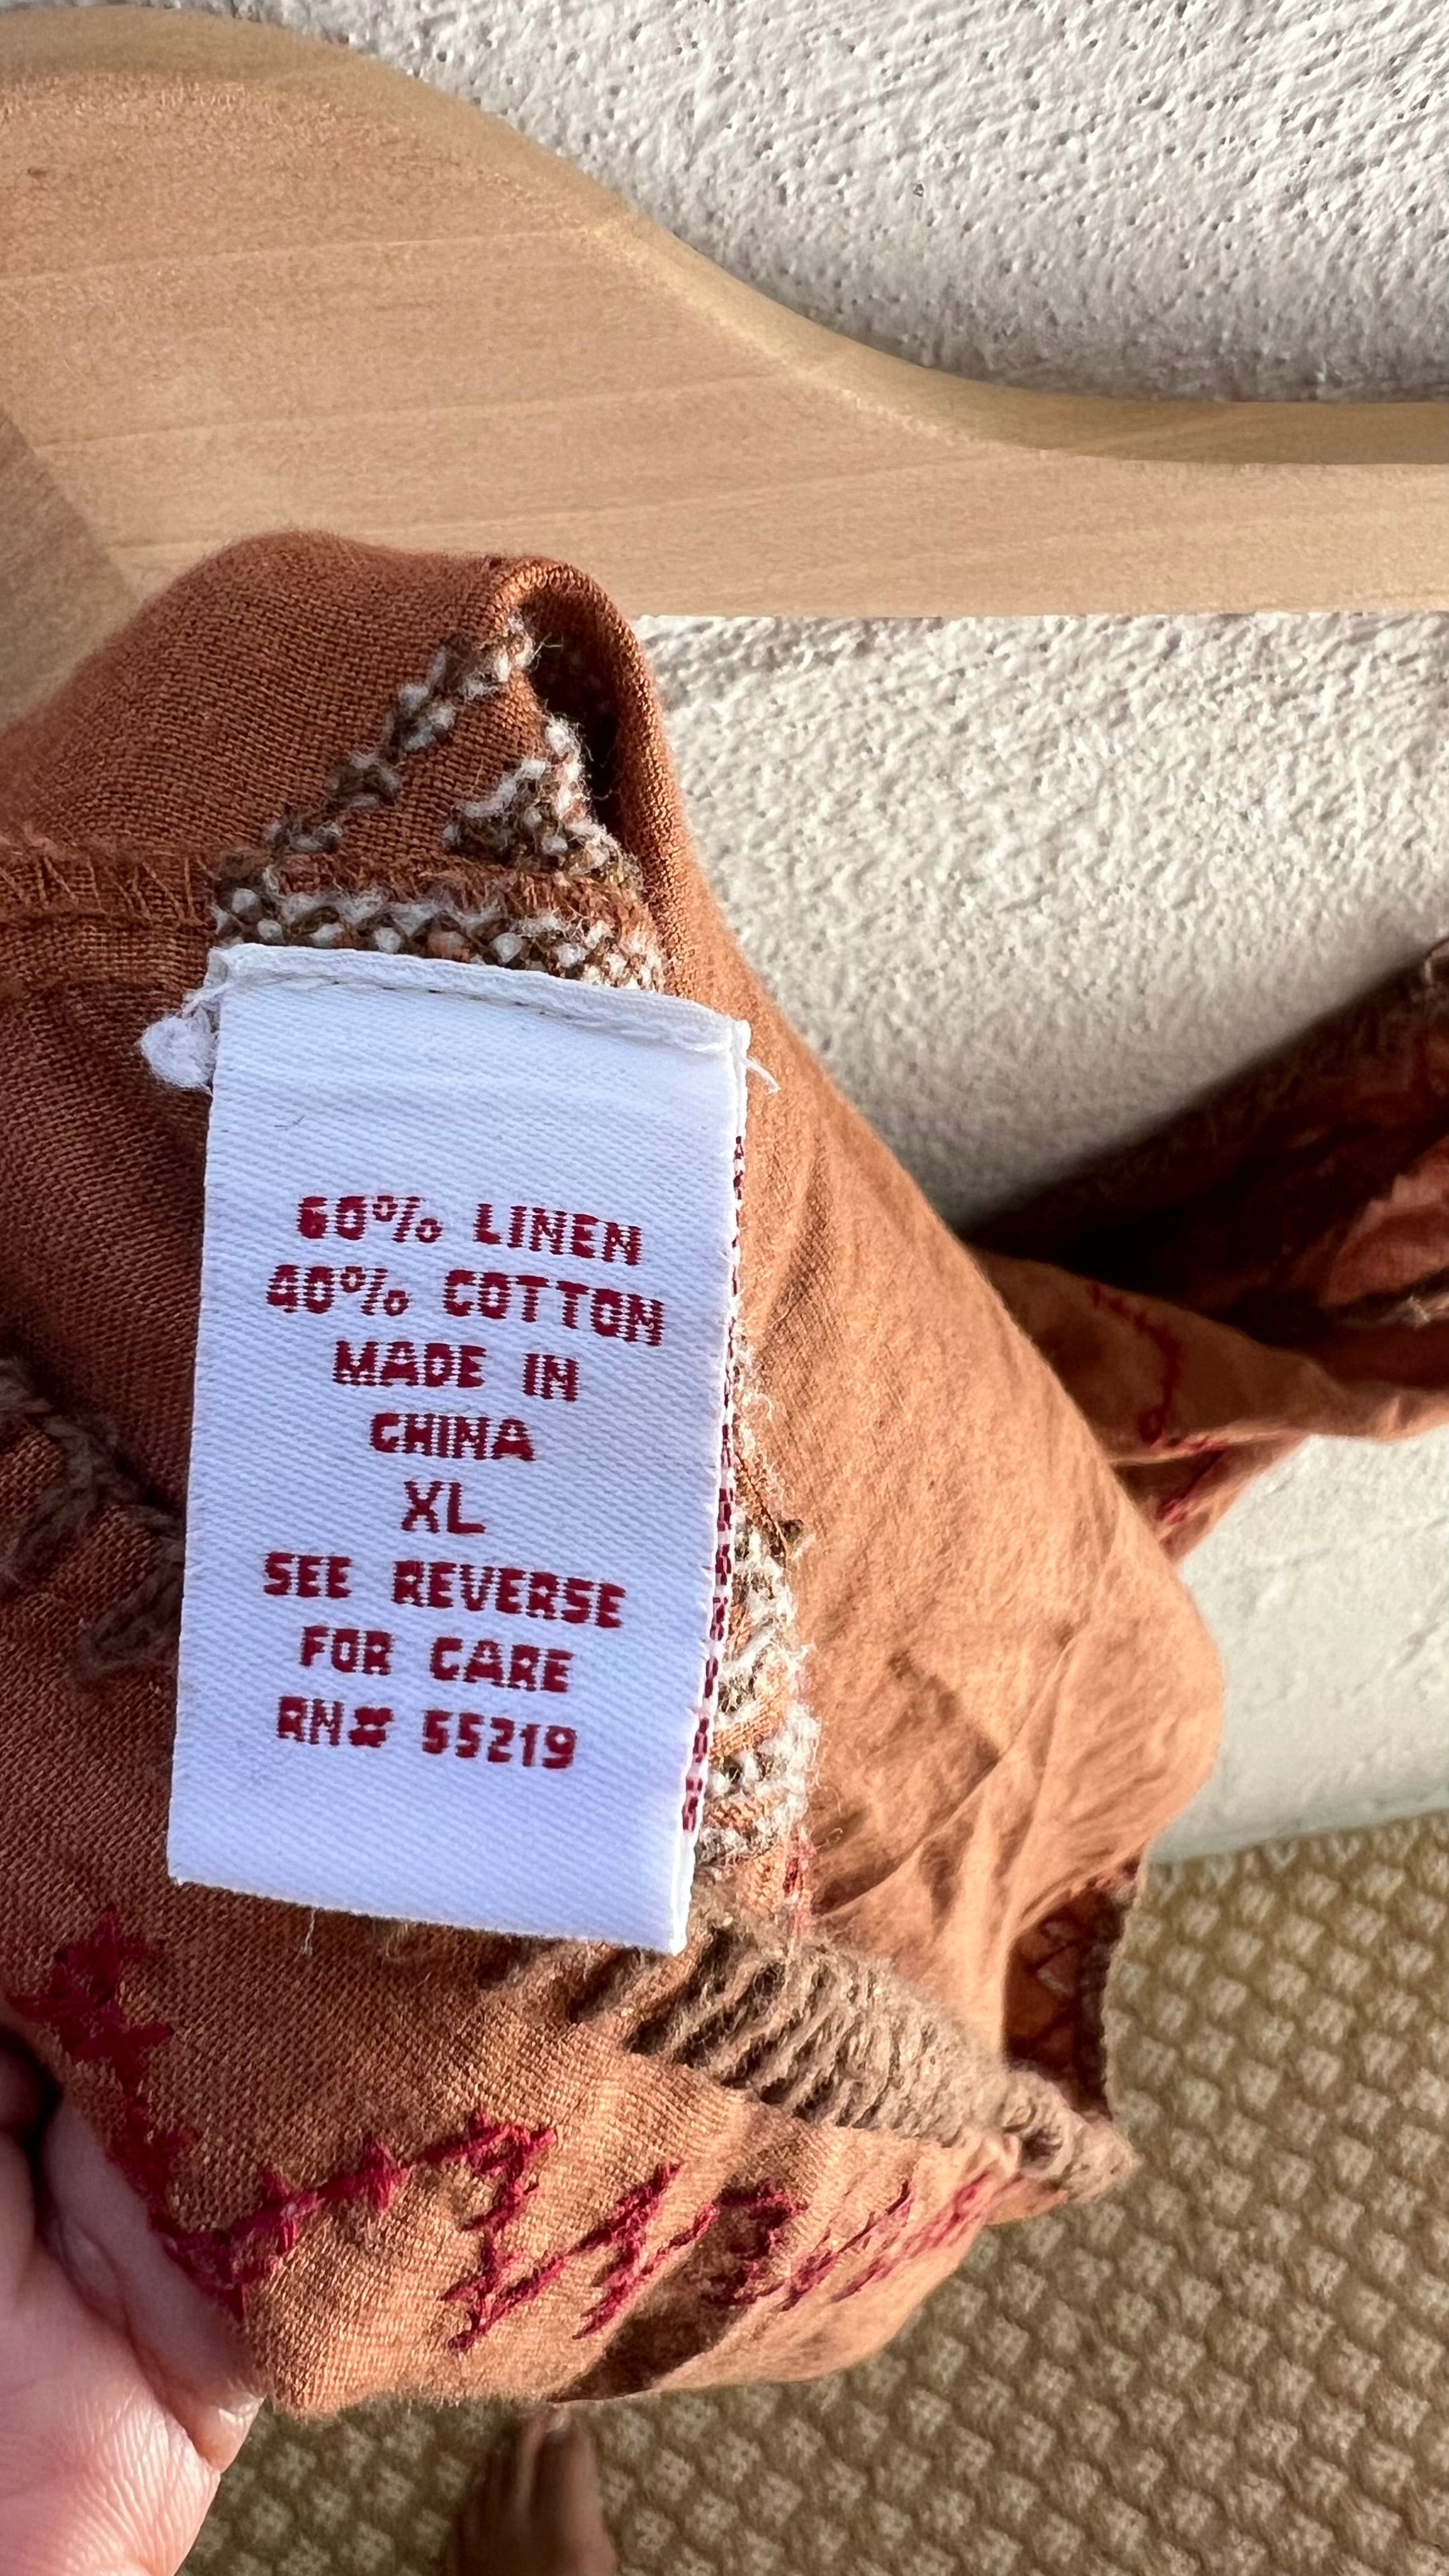 60% LINEN
40% COTTON
MADE IN
CHINA
XL
SEE REVERSE
FOR CARE
RN# 55219